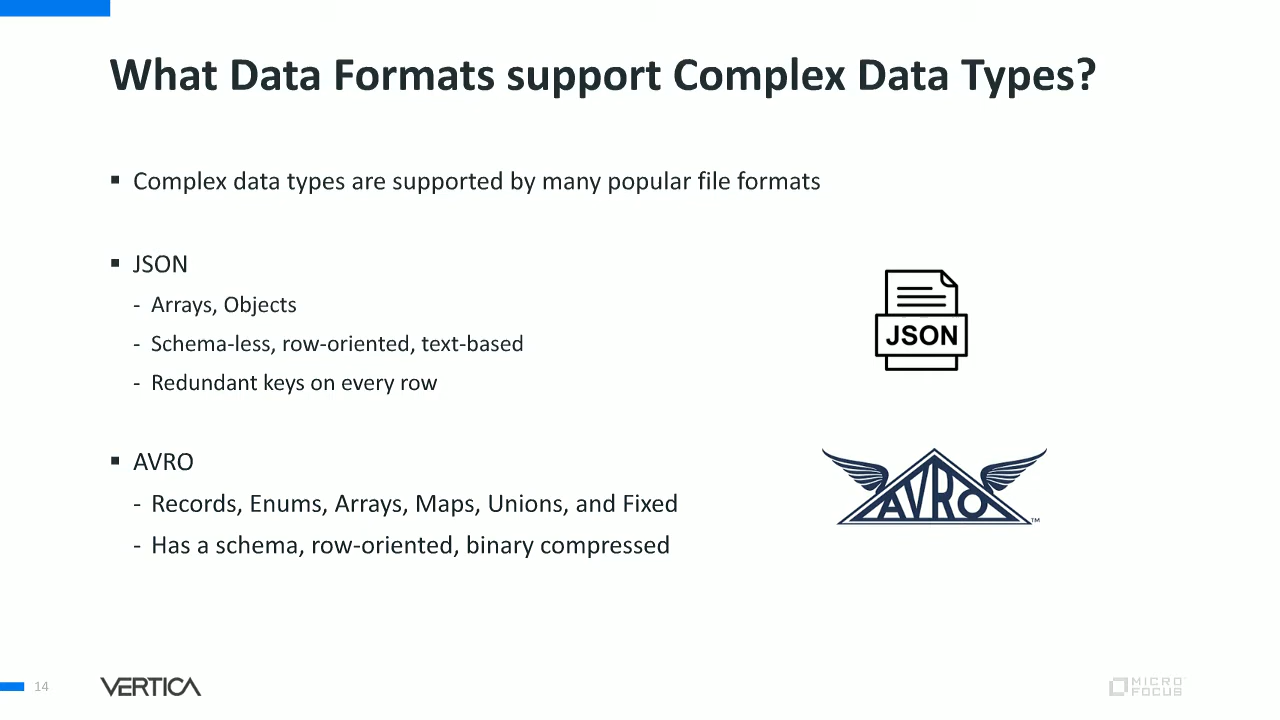 What Data Formats support Complex Data Types?
▪ Complex data types are supported by many popular file formats
▪ JSON
- Arrays, Objects
- Schema-less, row-oriented, text-based
- Redundant keys on every row
JSON
▪ AVRO
- Records, Enums, Arrays, Maps, Unions, and Fixed
- Has a schema, row-oriented, binary compressed
AVRO™
14
VERTICA
MICRO
FOCUS